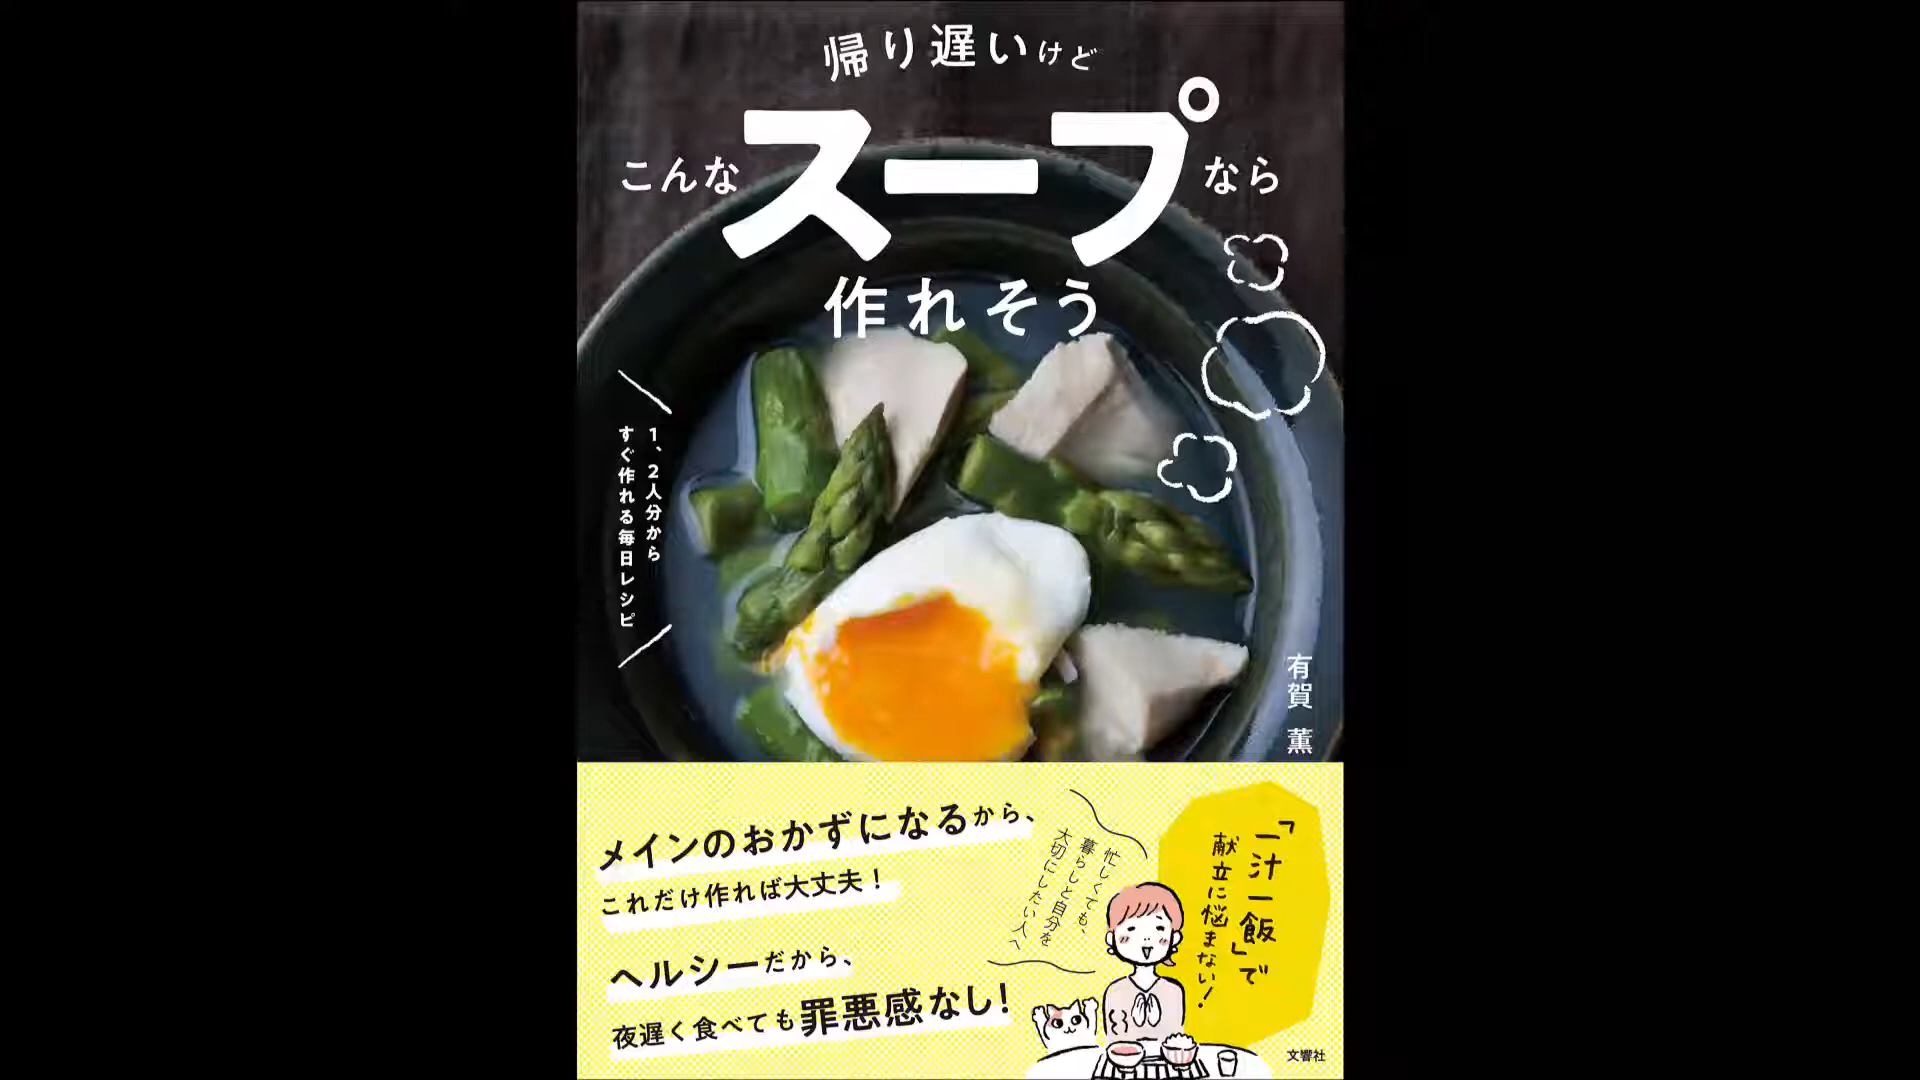 帰り遅いけど
こんなスープなら
作れそう
1、2人分から
すぐ作れる毎日レシピ
有賀 薫
メインのおかずになるから、
これだけ作れば大丈夫！
ヘルシーだから、
夜遅く食べても罪悪感なし！
忙しくても、
暮らしと自分を
大切にしたい人へ
「一汁一飯」で
献立に悩まない！
文響社